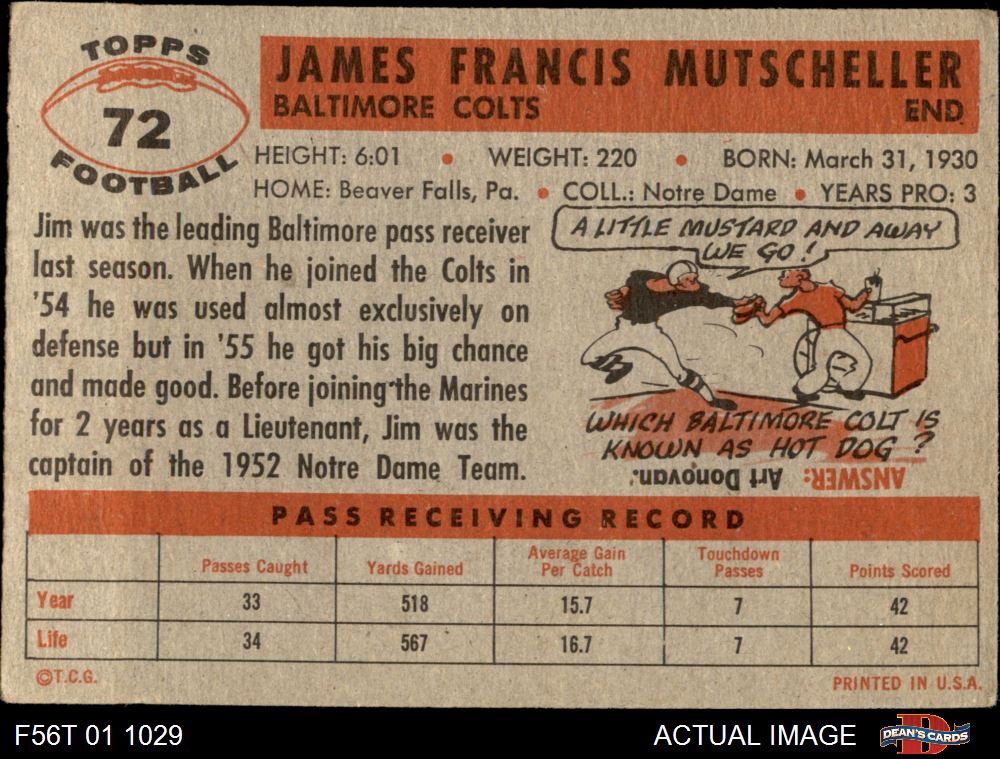 TOPPS
72
FOOTBALL
JAMES FRANCIS MUTSCHELLER
BALTIMORE COLTS END
HEIGHT: 6:01 • WEIGHT: 220 • BORN: March 31, 1930
HOME: Beaver Falls, Pa. • COLL.: Notre Dame • YEARS PRO: 3
Jim was the leading Baltimore pass receiver
last season. When he joined the Colts in
'54 he was used almost exclusively on
defense but in '55 he got his big chance
and made good. Before joining the Marines
for 2 years as a Lieutenant, Jim was the
captain of the 1952 Notre Dame Team.
A LITTLE MUSTARD AND AWAY
WE GO!
WHICH BALTIMORE COLT IS
KNOWN AS HOT DOG?
ANSWER: Art Donovan.
PASS RECEIVING RECORD
Passes Caught Yards Gained Average Gain Per Catch Touchdown Passes Points Scored
Year 33 518 15.7 7 42
Life 34 567 16.7 7 42
©T.C.G. PRINTED IN U.S.A.
F56T 01 1029 ACTUAL IMAGE DEAN'S CARDS